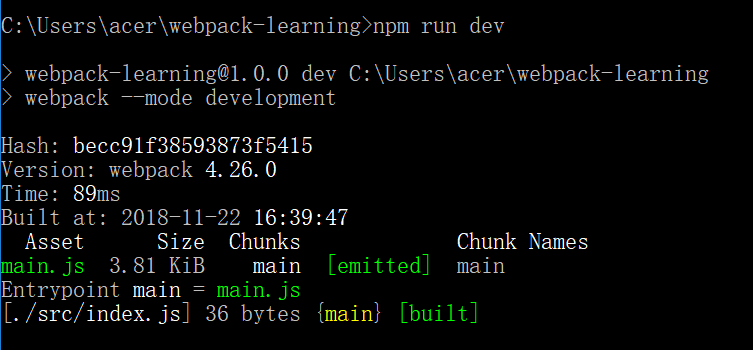 C:\Users\acer\webpack-learning>npm run dev
> webpack-learning@1.0.0 dev C:\Users\acer\webpack-learning
> webpack --mode development
Hash: becc91f38593873f5415
Version: webpack 4.26.0
Time: 89ms
Built at: 2018-11-22 16:39:47
Asset Size Chunks Chunk Names
main.js 3.81 KiB main [emitted] main
Entrypoint main = main.js
[./src/index.js] 36 bytes {main} [built]